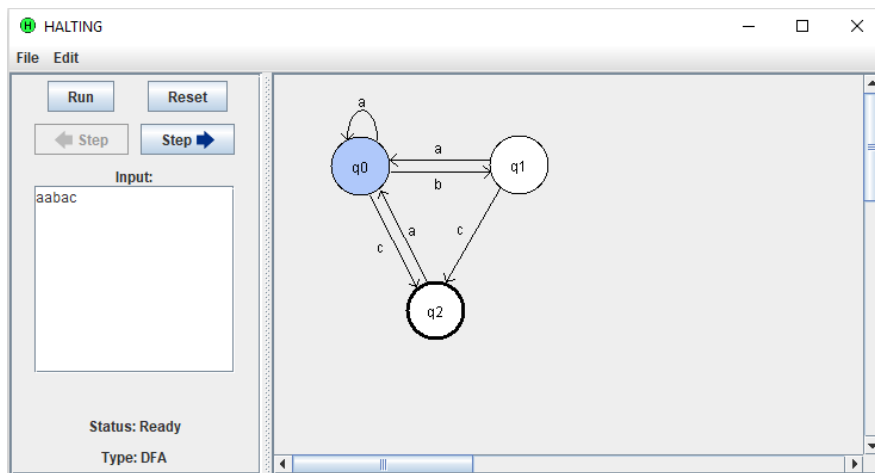 H HALTING
File Edit
Run Reset
Step Step
Input:
aabac
Status: Ready
Type: DFA
a
q0
a
b
q1
c
a
c
q2